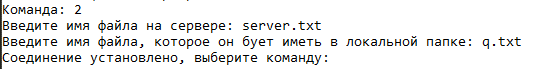 Команда: 2
Введите имя файла на сервере: server.txt
Введите имя файла, которое он бует иметь в локальной папке: q.txt
Соединение установлено, выберите команду: